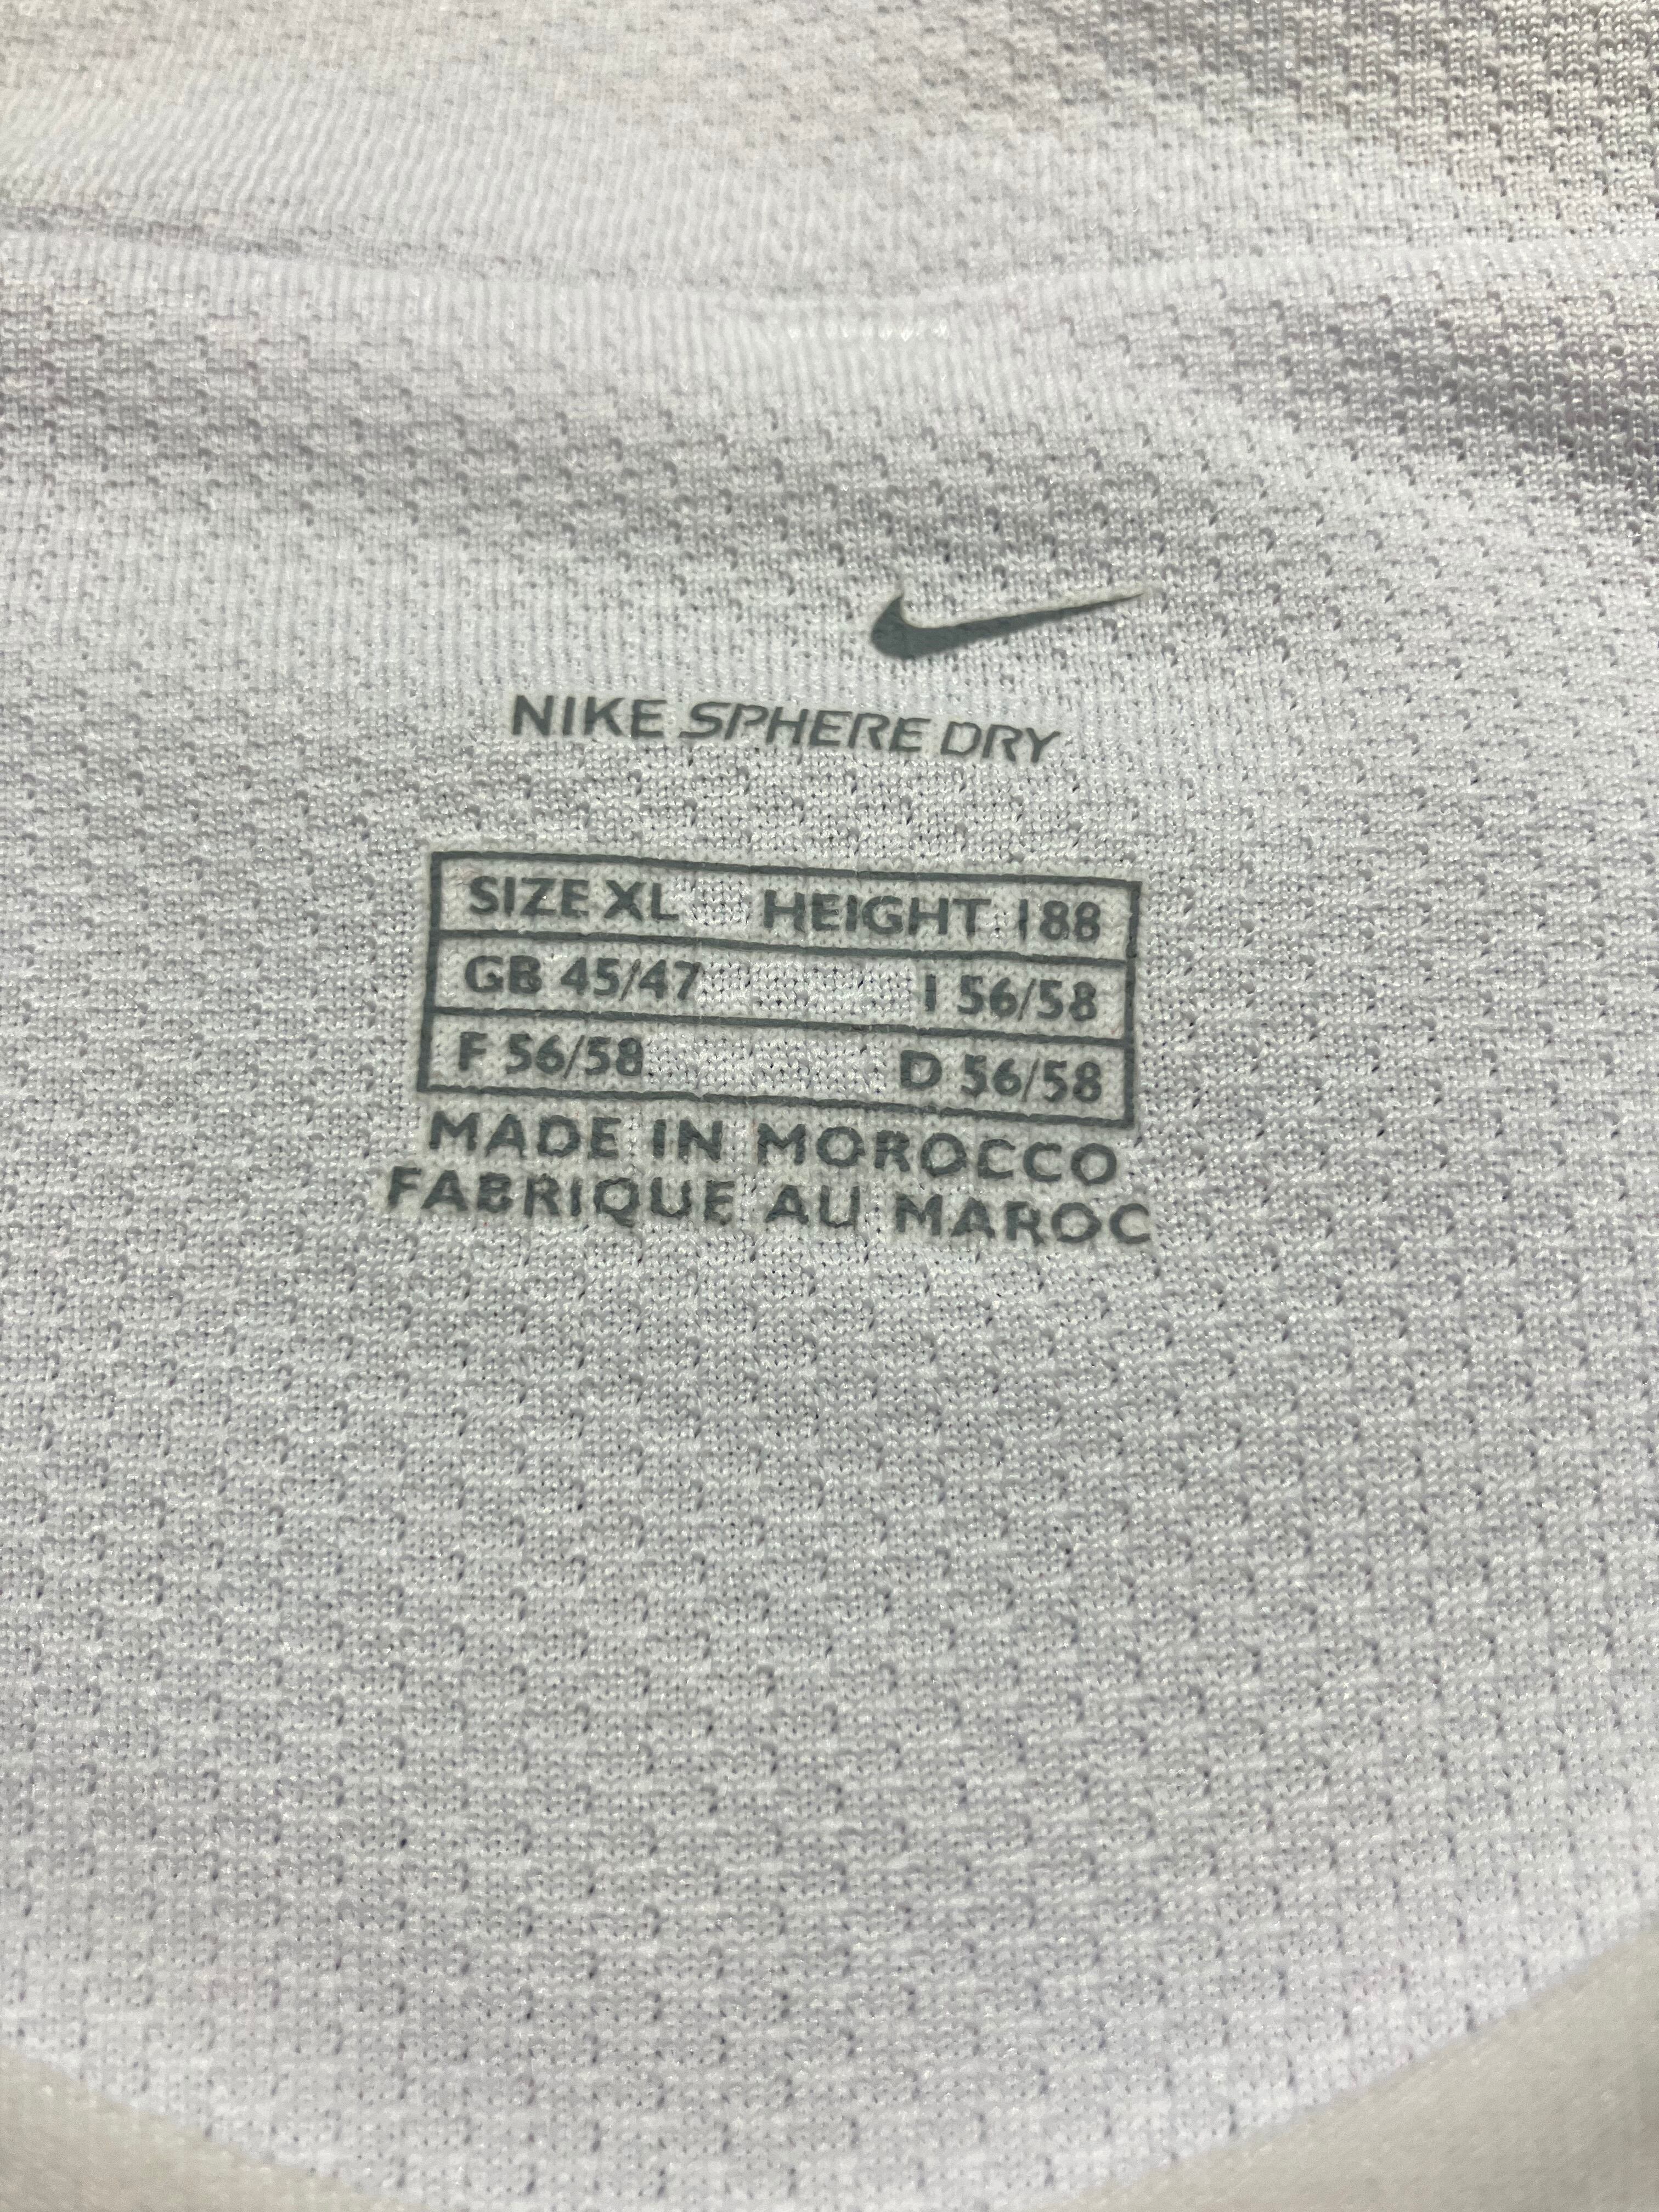 NIKE SPHERE DRY
SIZE XL HEIGHT 188
GB 45/47 I 56/58
F 56/58 D 56/58
MADE IN MOROCCO
FABRIQUE AU MAROC